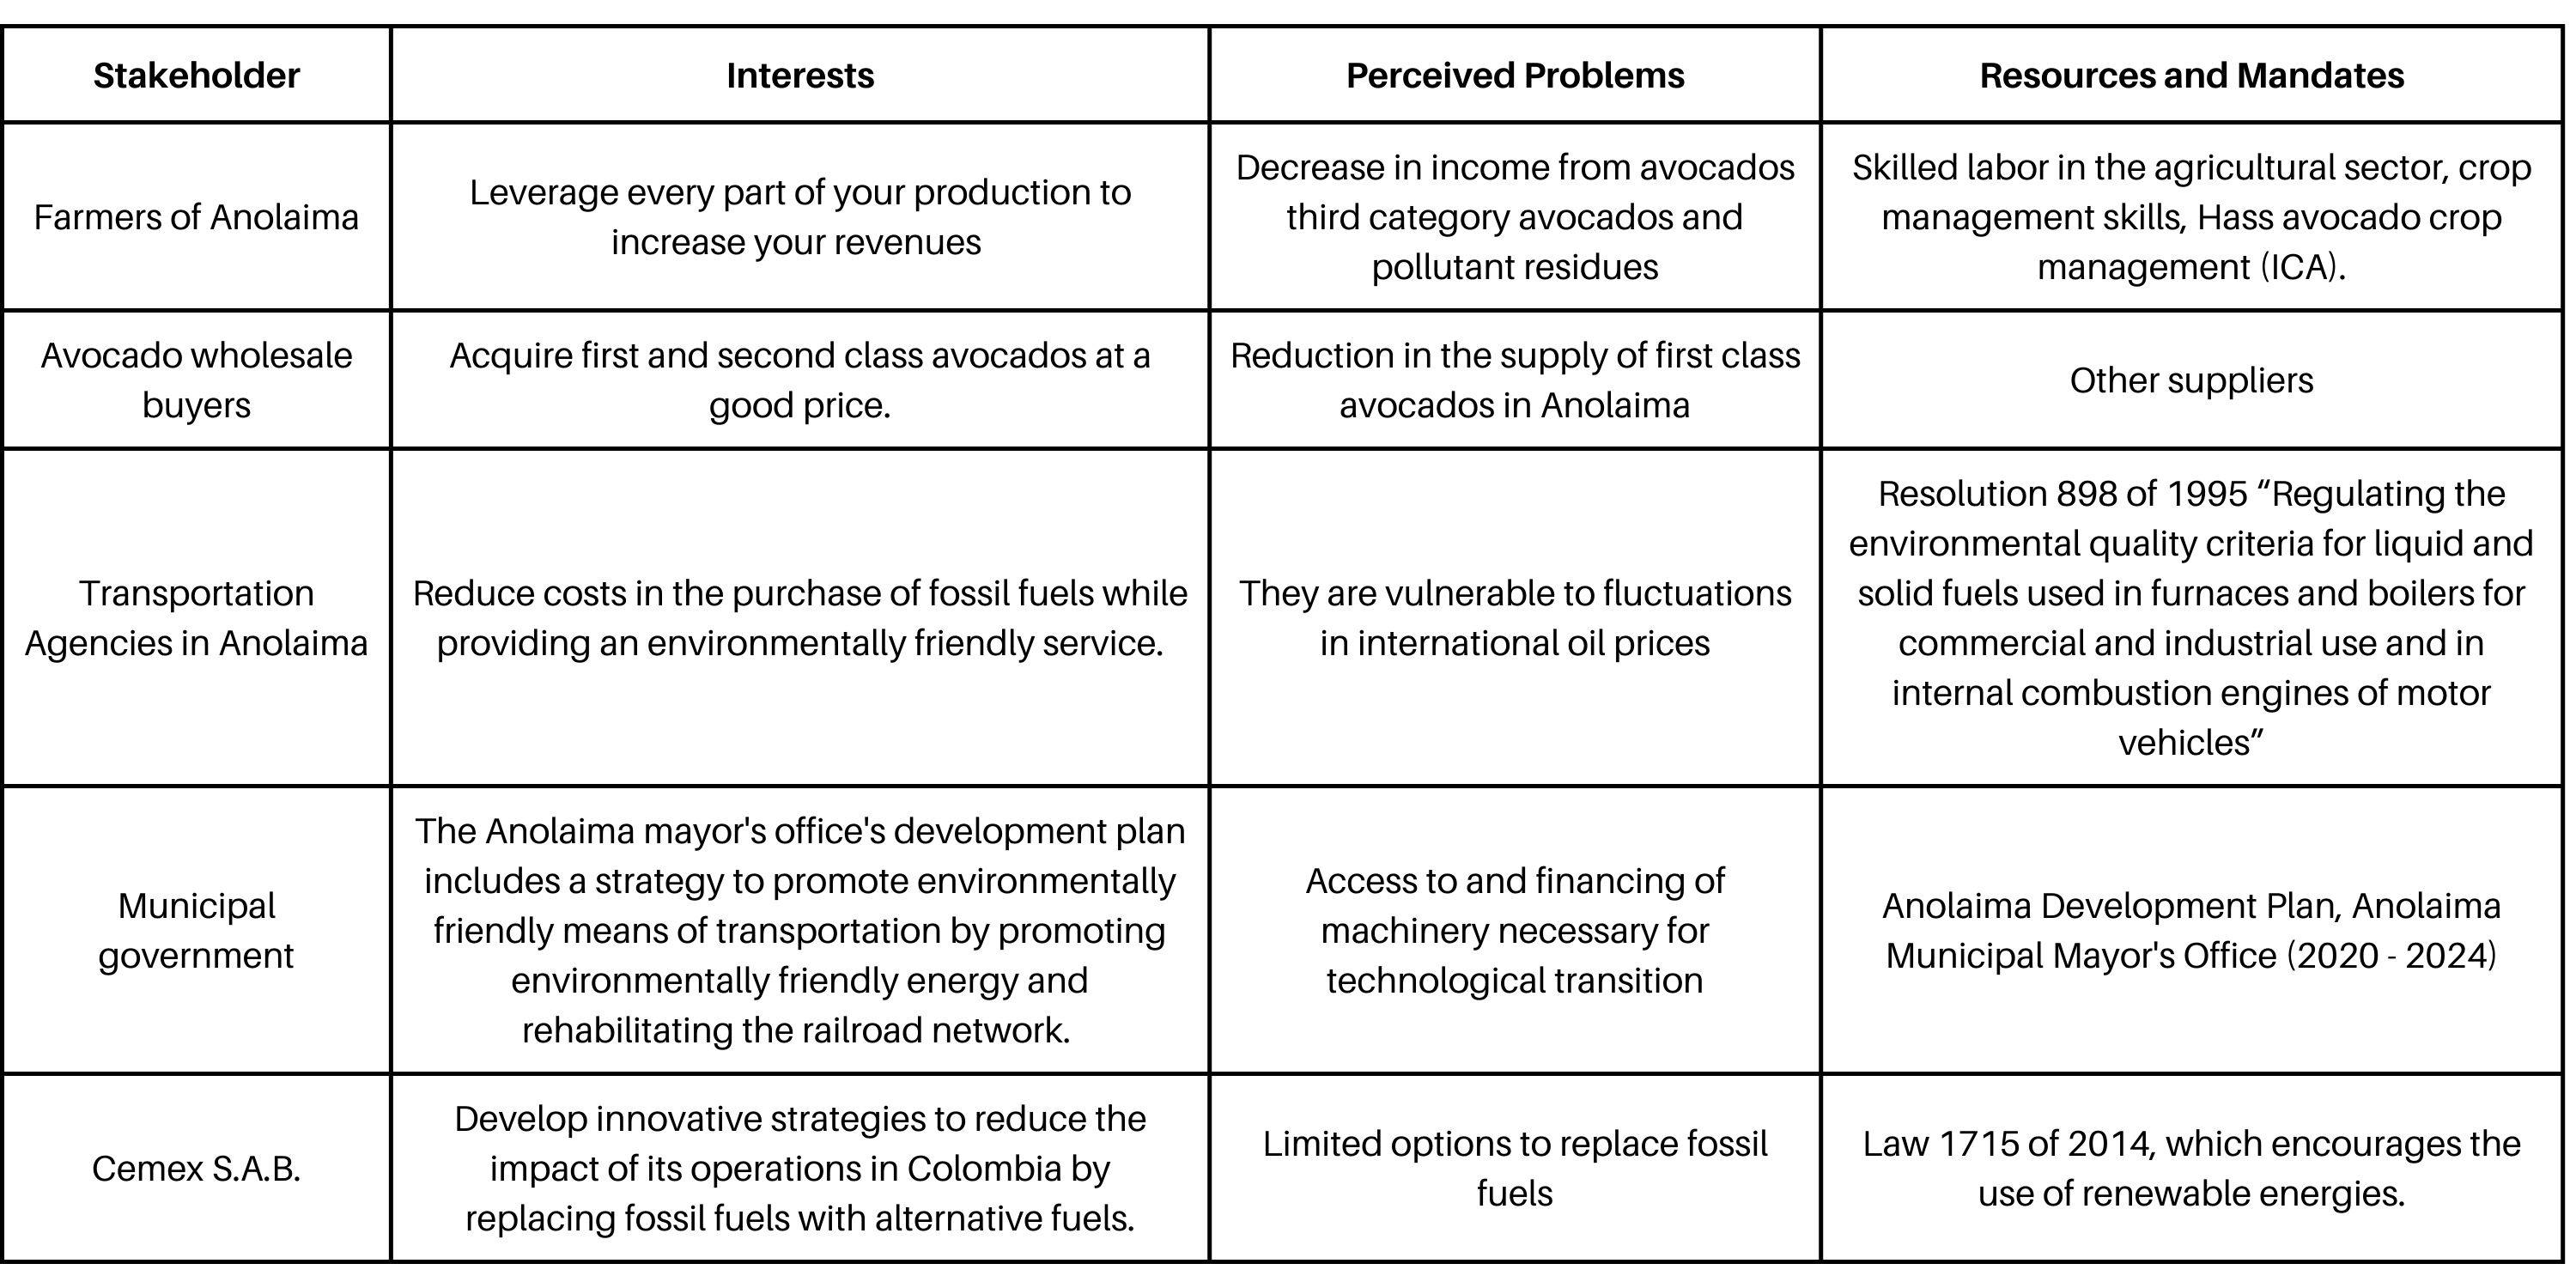 Stakeholder
Interests
Perceived Problems
Resources and Mandates
Farmers of Anolaima
Leverage every part of your production to
increase your revenues
Decrease in income from avocados
third category avocados and
pollutant residues
Skilled labor in the agricultural sector, crop
management skills, Hass avocado crop
management (ICA).
Avocado wholesale
buyers
Acquire first and second class avocados at a
good price.
Reduction in the supply of first class
avocados in Anolaima
Other suppliers
Transportation
Agencies in Anolaima
Reduce costs in the purchase of fossil fuels while
providing an environmentally friendly service.
They are vulnerable to fluctuations
in international oil prices
Resolution 898 of 1995 “Regulating the
environmental quality criteria for liquid and
solid fuels used in furnaces and boilers for
commercial and industrial use and in
internal combustion engines of motor
vehicles”
Municipal
government
The Anolaima mayor's office's development plan
includes a strategy to promote environmentally
friendly means of transportation by promoting
environmentally friendly energy and
rehabilitating the railroad network.
Access to and financing of
machinery necessary for
technological transition
Anolaima Development Plan, Anolaima
Municipal Mayor's Office (2020 - 2024)
Cemex S.A.B.
Develop innovative strategies to reduce the
impact of its operations in Colombia by
replacing fossil fuels with alternative fuels.
Limited options to replace fossil
fuels
Law 1715 of 2014, which encourages the
use of renewable energies.